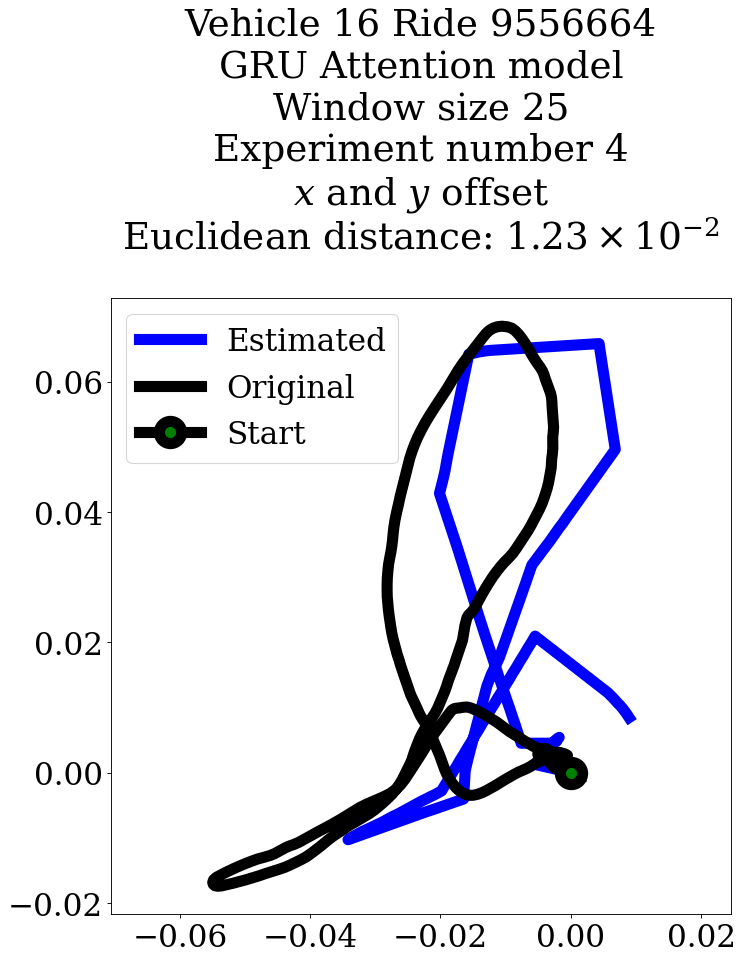 Vehicle 16 Ride 9556664
GRU Attention model
Window size 25
Experiment number 4
x and y offset
Euclidean distance: 1.23 × 10⁻²
Estimated
Original
Start
0.06
0.04
0.02
0.00
−0.02
−0.06 −0.04 −0.02 0.00 0.02